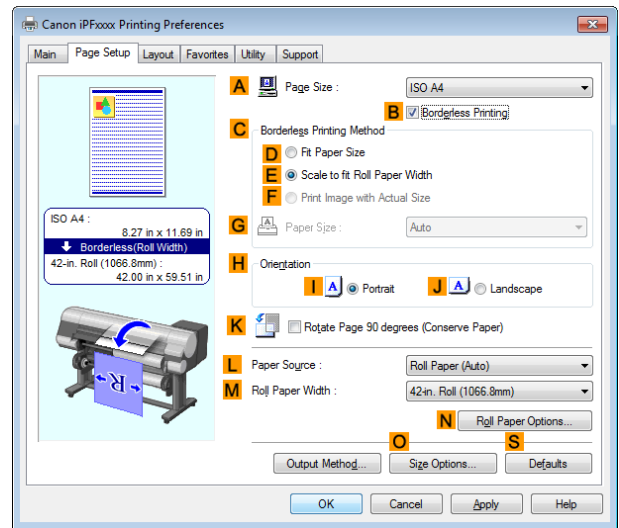 Canon iPFxxxx Printing Preferences
Main Page Setup Layout Favorites Utility Support
A Page Size : ISO A4
B Borderless Printing
C Borderless Printing Method
D Fit Paper Size
E Scale to fit Roll Paper Width
F Print Image with Actual Size
ISO A4 :
8.27 in x 11.69 in
Borderless(Roll Width)
42-in. Roll (1066.8mm) :
42.00 in x 59.51 in
G A Paper Size : Auto
H Orientation
I A Portrait J A Landscape
R
K Rotate Page 90 degrees (Conserve Paper)
L Paper Source : Roll Paper (Auto)
M Roll Paper Width : 42-in. Roll (1066.8mm)
N Roll Paper Options...
O S
Output Method... Size Options... Defaults
OK Cancel Apply Help